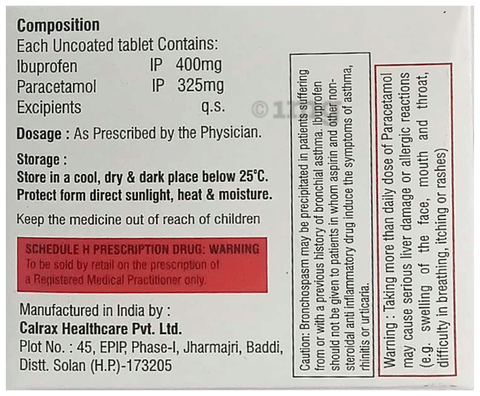 Composition
Each Uncoated tablet Contains:
Ibuprofen IP 400mg
Paracetamol IP 325mg
Excipients q.s.
Dosage : As Prescribed by the Physician.
Storage :
Store in a cool, dry & dark place below 25°C.
Protect form direct sunlight, heat & moisture.
Keep the medicine out of reach of children
SCHEDULE H PRESCRIPTION DRUG: WARNING
To be sold by retail on the prescription of
a Registered Medical Practitioner only.
Manufactured in India by :
Calrax Healthcare Pvt. Ltd.
Plot No. : 45, EPIP, Phase-I, Jharmajri, Baddi,
Distt. Solan (H.P.)-173205
Caution: Bronchospasm may be precipitated in patients suffering
from or with a previous history of bronchial asthma. Ibuprofen
should not be given to patients in whom aspirin and other non-
steroidal anti inflammatory drug induce the symptoms of asthma,
rhinitis or urticaria.
Warning : Taking more than daily dose of Paracetamol
may cause serious liver damage or allergic reactions
(e.g. swelling of the face, mouth and throat,
difficulty in breathing, itching or rashes)
© 1mg